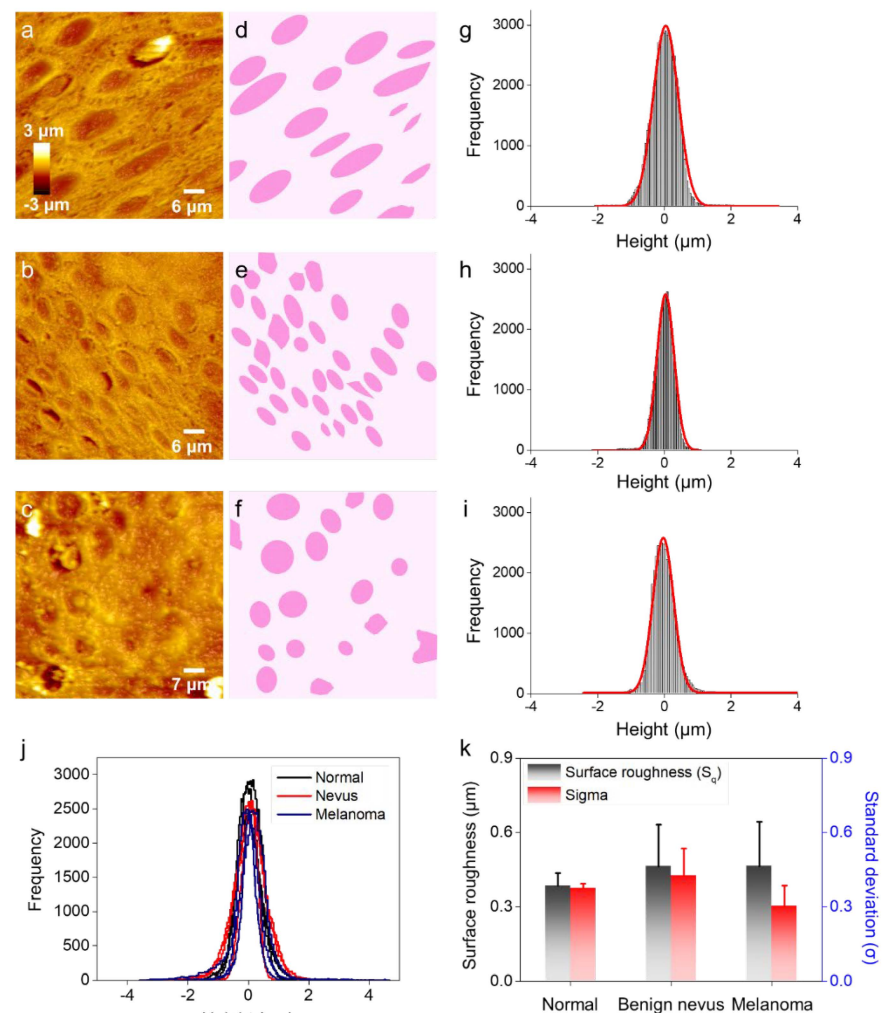 a
3 µm
-3 µm
6 µm
d
g
3000
2000
1000
0
Frequency
-4 -2 0 2 4
Height (µm)
b
6 µm
e
h
3000
2000
1000
0
Frequency
-4 -2 0 2 4
Height (µm)
c
7 µm
f
i
3000
2000
1000
0
Frequency
-4 -2 0 2 4
Height (µm)
j
3000
2500
2000
1500
1000
500
0
Frequency
Normal
Nevus
Melanoma
-4 -2 0 2 4
k
0.9
0.6
0.3
0.0
Surface roughness (µm)
Surface roughness (Sq)
Sigma
0.9
0.6
0.3
0.0
Standard deviation (σ)
Normal Benign nevus Melanoma